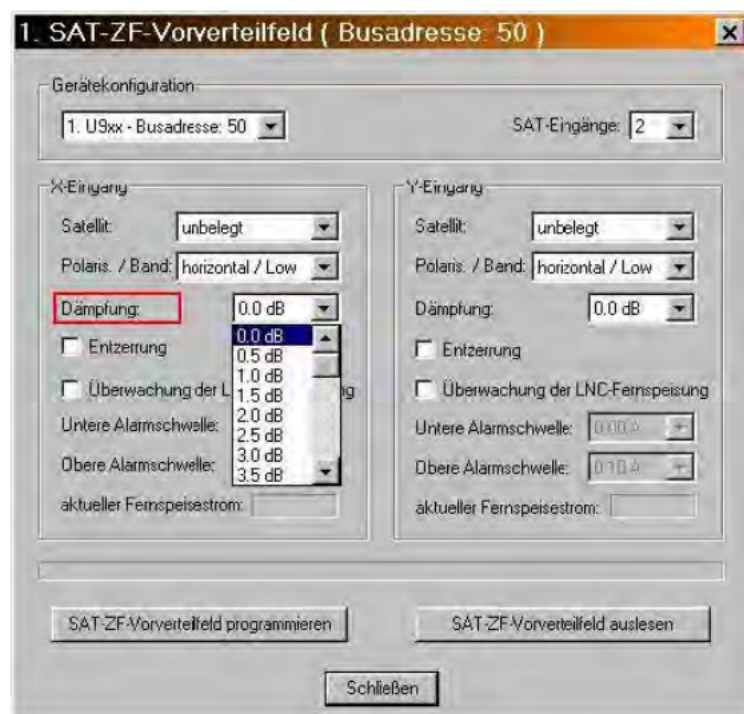 1. SAT-ZF-Vorverteilfeld ( Busadresse: 50 )
Gerätekonfiguration
1. U9xx - Busadresse: 50
SAT-Eingänge: 2
X-Eingang
Satellit: unbelegt
Polaris. / Band: horizontal / Low
Dämpfung: 0.0 dB
0.0 dB
0.5 dB
1.0 dB
1.5 dB
2.0 dB
2.5 dB
3.0 dB
3.5 dB
Entzerrung
Überwachung der L
ng
Untere Alarmschwelle:
Obere Alarmschwelle:
aktueller Fernspeisestrom:
Y-Eingang
Satellit: unbelegt
Polaris. / Band: horizontal / Low
Dämpfung: 0.0 dB
Entzerrung
Überwachung der LNC-Fernspeisung
Untere Alarmschwelle: 0.00 A
Obere Alarmschwelle: 0.10 A
aktueller Fernspeisestrom:
SAT-ZF-Vorverteilfeld programmieren
SAT-ZF-Vorverteilfeld auslesen
Schließen